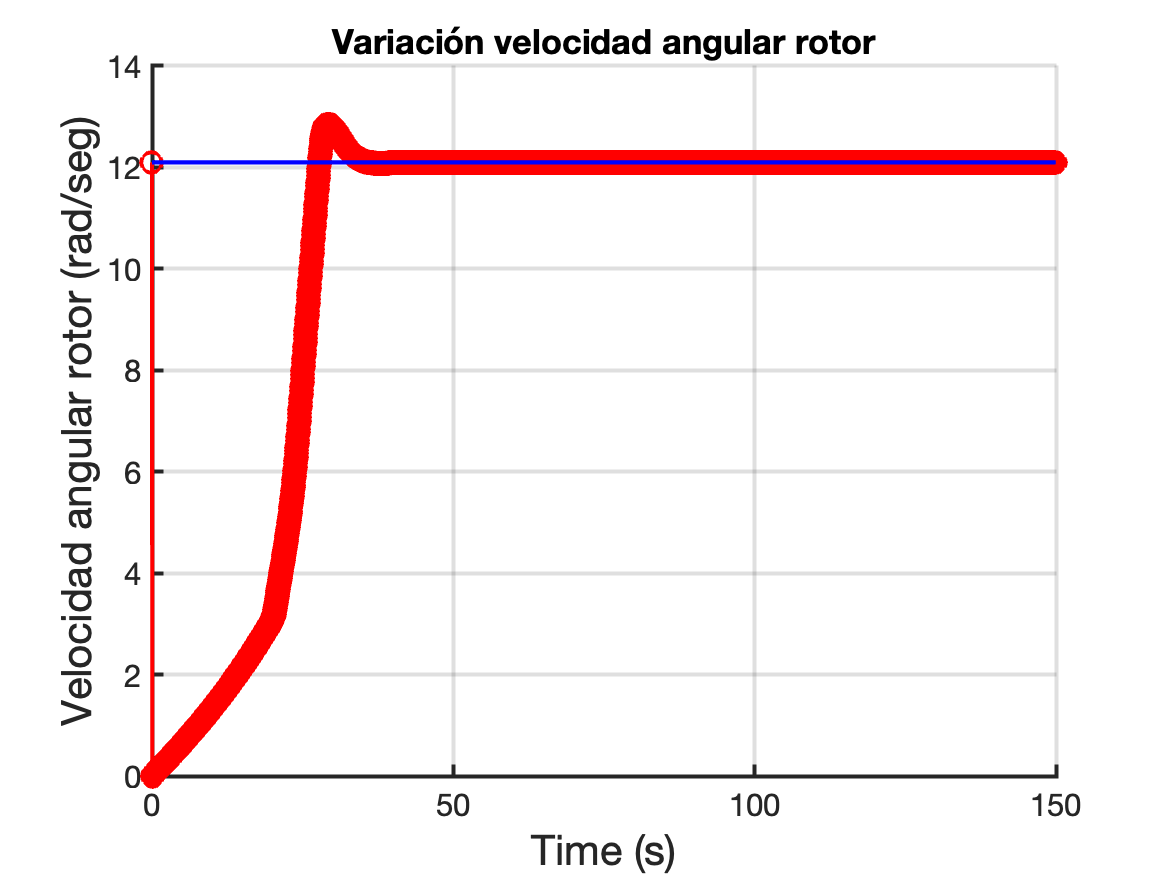 Variación velocidad angular rotor
Velocidad angular rotor (rad/seg)
14
12
10
8
6
4
2
0
0 50 100 150
Time (s)